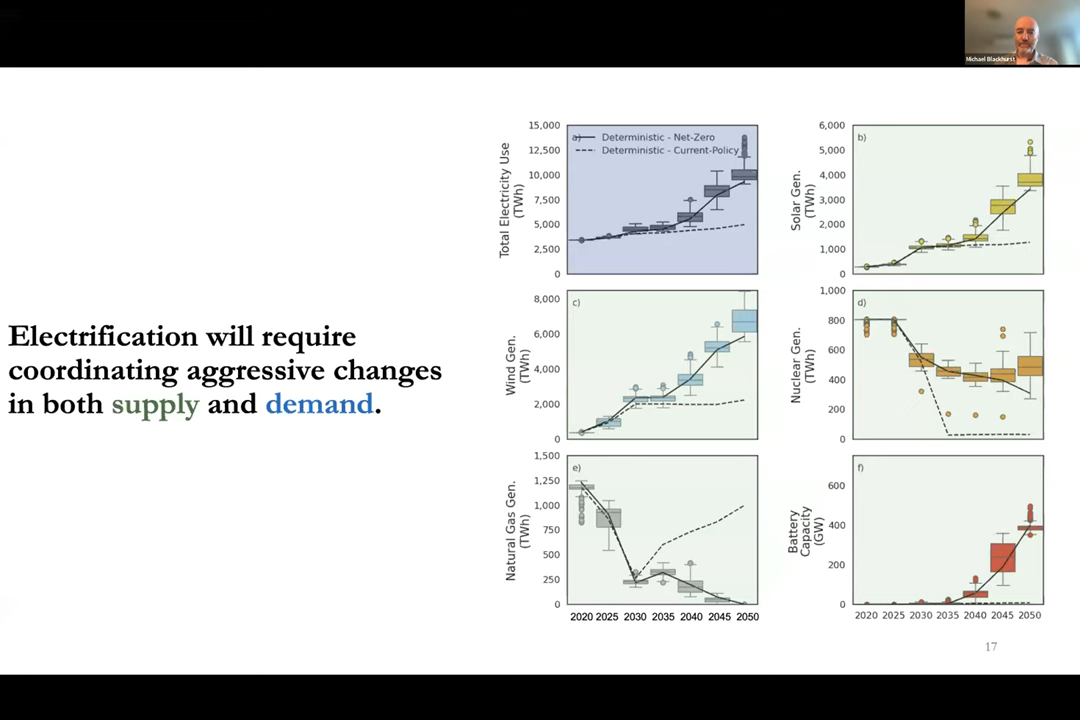 Michael Blackhurst
Electrification will require
coordinating aggressive changes
in both supply and demand.
Total Electricity Use
(TWh)
15,000
12,500
10,000
7,500
5,000
2,500
0
a)
Deterministic - Net-Zero
Deterministic - Current-Policy
Solar Gen.
(TWh)
6,000
5,000
4,000
3,000
2,000
1,000
0
b)
Wind Gen.
(TWh)
8,000
6,000
4,000
2,000
0
c)
Nuclear Gen.
(TWh)
1,000
800
600
400
200
0
d)
Natural Gas Gen.
(TWh)
1,500
1,250
1,000
750
500
250
0
e)
2020 2025 2030 2035 2040 2045 2050
Battery
Capacity
(GW)
600
400
200
0
f)
2020 2025 2030 2035 2040 2045 2050
17